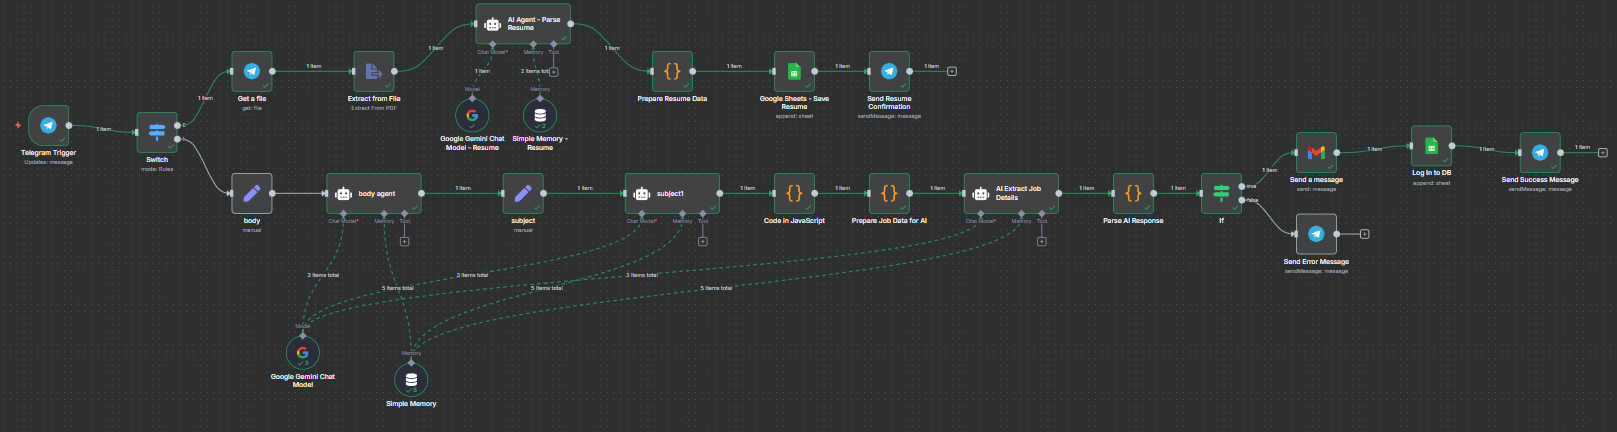 AI Agent - Parse
Resume
Chat Model*
Memory
Tool
1 item
1 item
1 item
1 item
1 item
1 item
1 item
2 items total
1 item
1 item
Model
Memory
Get a file
get: file
Extract from File
Extract From PDF
Google Gemini Chat
Model - Resume
Simple Memory -
Resume
Prepare Resume Data
Google Sheets - Save
Resume
append: sheet
Send Resume
Confirmation
sendMessage: message
Telegram Trigger
Updates: message
1 item
Switch
mode: Rules
body
manual
body agent
Chat Model*
Memory
Tool
1 item
subject
manual
1 item
subject1
Chat Model*
Memory
Tool
1 item
Code in JavaScript
1 item
Prepare Job Data for AI
1 item
AI Extract Job
Details
Chat Model*
Memory
Tool
1 item
Parse AI Response
1 item
If
true
false
1 item
Send a message
send: message
1 item
Log in to DB
append: sheet
1 item
Send Success Message
sendMessage: message
1 item
Send Error Message
sendMessage: message
3 items total
3 items total
3 items total
5 items total
5 items total
5 items total
Model
Google Gemini Chat
Model
Memory
Simple Memory